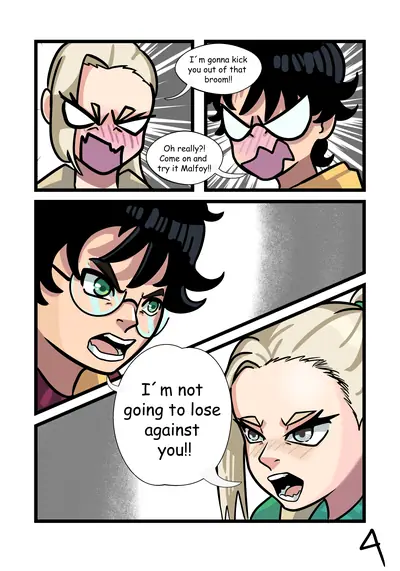 I´m gonna kick
you out of that
broom!!
Oh really?!
Come on and
try it Malfoy!!
I´m not
going to lose
against
you!!
4